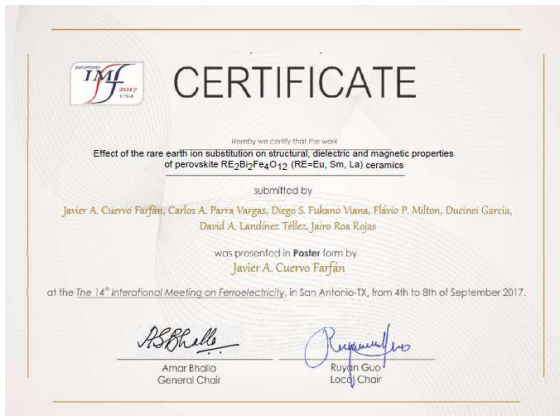 SAN ANTONIO
IMF
2017
USA
CERTIFICATE
Hereby we certify that the work
Effect of the rare earth ion substitution on structural, dielectric and magnetic properties
of perovskite RE₂Bi₂Fe₄O₁₂ (RE=Eu, Sm, La) ceramics
submitted by
Javier A. Cuervo Farfán, Carlos A. Parra Vargas, Diego S. Fukano Viana, Flávio P. Milton, Ducinei Garcia,
David A. Landínez Téllez, Jairo Roa Rojas
was presented in Poster form by
Javier A. Cuervo Farfán
at the The 14th Interational Meeting on Ferroelectricity, in San Antonio-TX, from 4th to 8th of September 2017.
Amar Bhalla
General Chair
Ruyan Guo
Local Chair